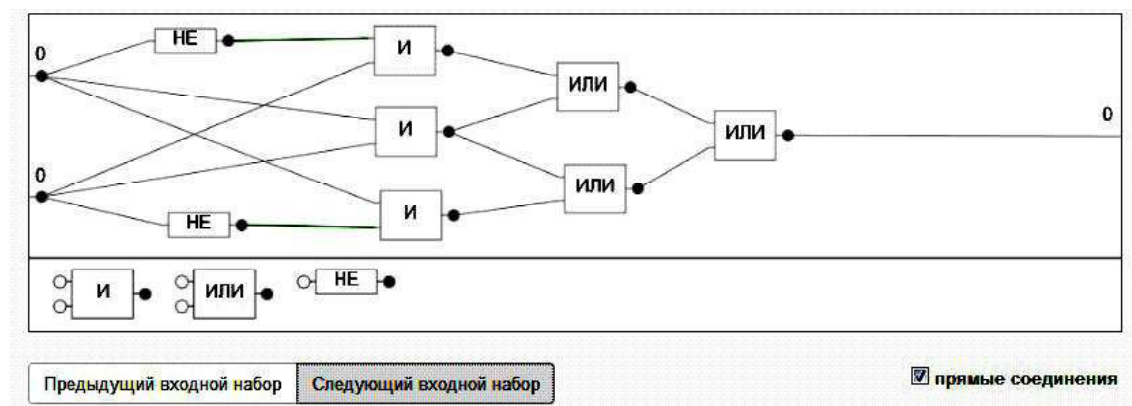 НЕ
И
0
ИЛИ
И
ИЛИ
0
0
ИЛИ
И
НЕ
И
ИЛИ
НЕ
Предыдущий входной набор
Следующий входной набор
прямые соединения